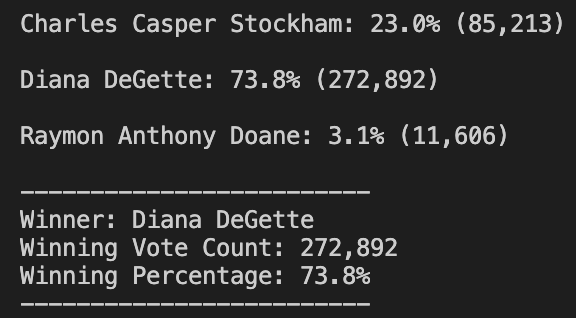 Charles Casper Stockham: 23.0% (85,213)
Diana DeGette: 73.8% (272,892)
Raymon Anthony Doane: 3.1% (11,606)
-------------------------
Winner: Diana DeGette
Winning Vote Count: 272,892
Winning Percentage: 73.8%
-------------------------